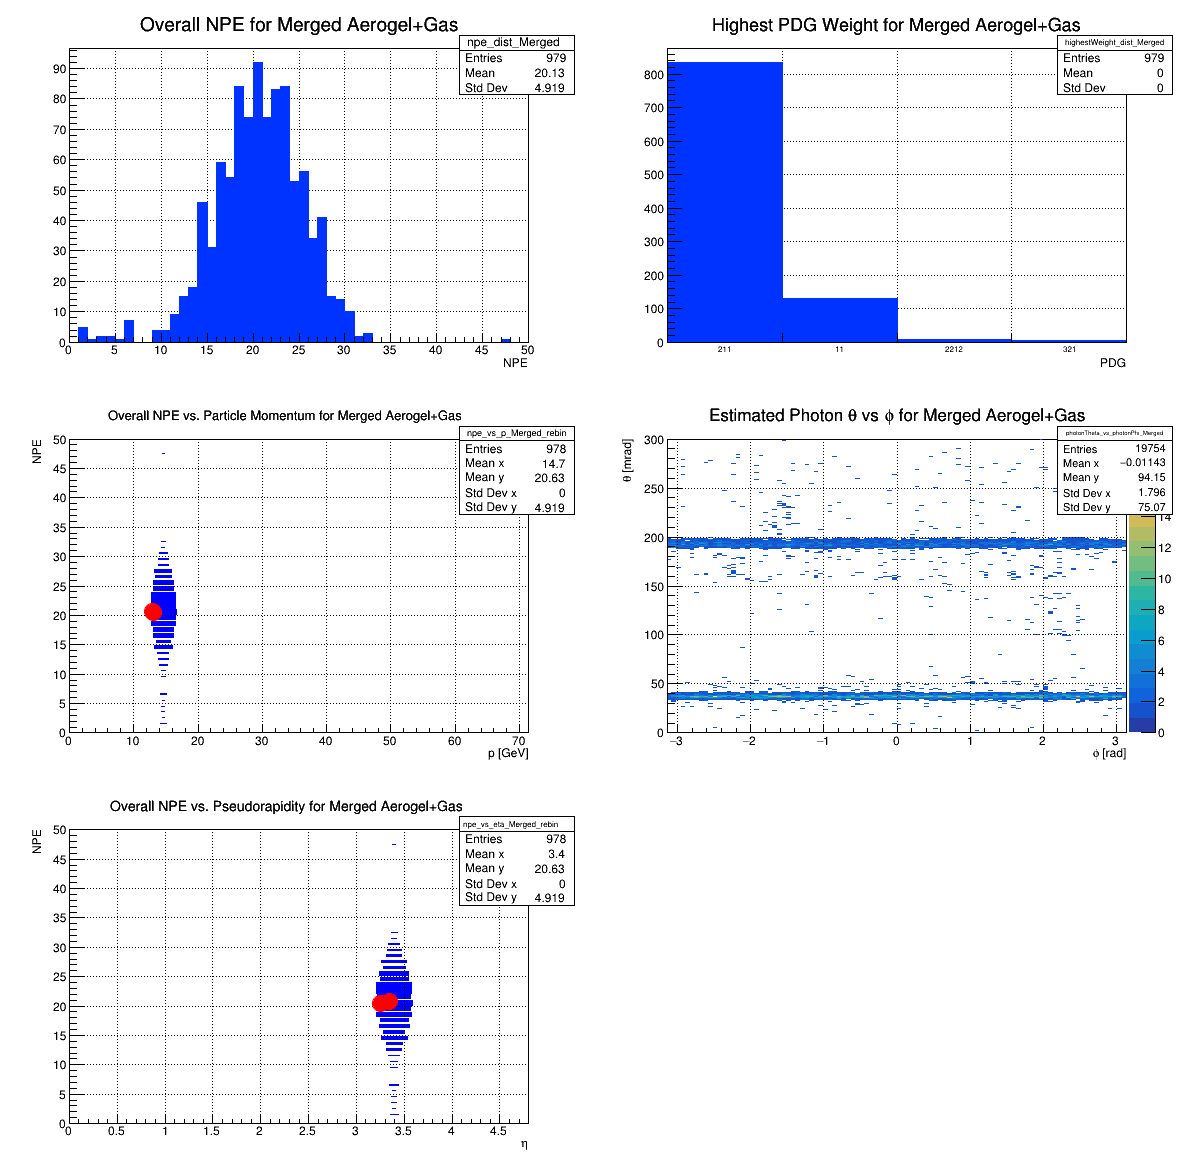 Overall NPE for Merged Aerogel+Gas
npe_dist_Merged
Entries 979
Mean 20.13
Std Dev 4.919
90
80
70
60
50
40
30
20
10
0
0 5 10 15 20 25 30 35 40 45 50
NPE
Highest PDG Weight for Merged Aerogel+Gas
highestWeight_dist_Merged
Entries 979
Mean 0
Std Dev 0
800
700
600
500
400
300
200
100
0
211 11 2212 321
PDG
Overall NPE vs. Particle Momentum for Merged Aerogel+Gas
npe_vs_p_Merged_rebin
Entries 978
Mean x 14.7
Mean y 20.63
Std Dev x 0
Std Dev y 4.919
NPE
50
45
40
35
30
25
20
15
10
5
0
0 10 20 30 40 50 60 70
p [GeV]
Estimated Photon θ vs ϕ for Merged Aerogel+Gas
photonTheta_vs_photonPhi_Merged
Entries 19754
Mean x −0.01143
Mean y 94.15
Std Dev x 1.796
Std Dev y 75.07
θ [mrad]
300
250
200
150
100
50
0
−3 −2 −1 0 1 2 3
ϕ [rad]
14
12
10
8
6
4
2
0
Overall NPE vs. Pseudorapidity for Merged Aerogel+Gas
npe_vs_eta_Merged_rebin
Entries 978
Mean x 3.4
Mean y 20.63
Std Dev x 0
Std Dev y 4.919
NPE
50
45
40
35
30
25
20
15
10
5
0
0 0.5 1 1.5 2 2.5 3 3.5 4 4.5
η